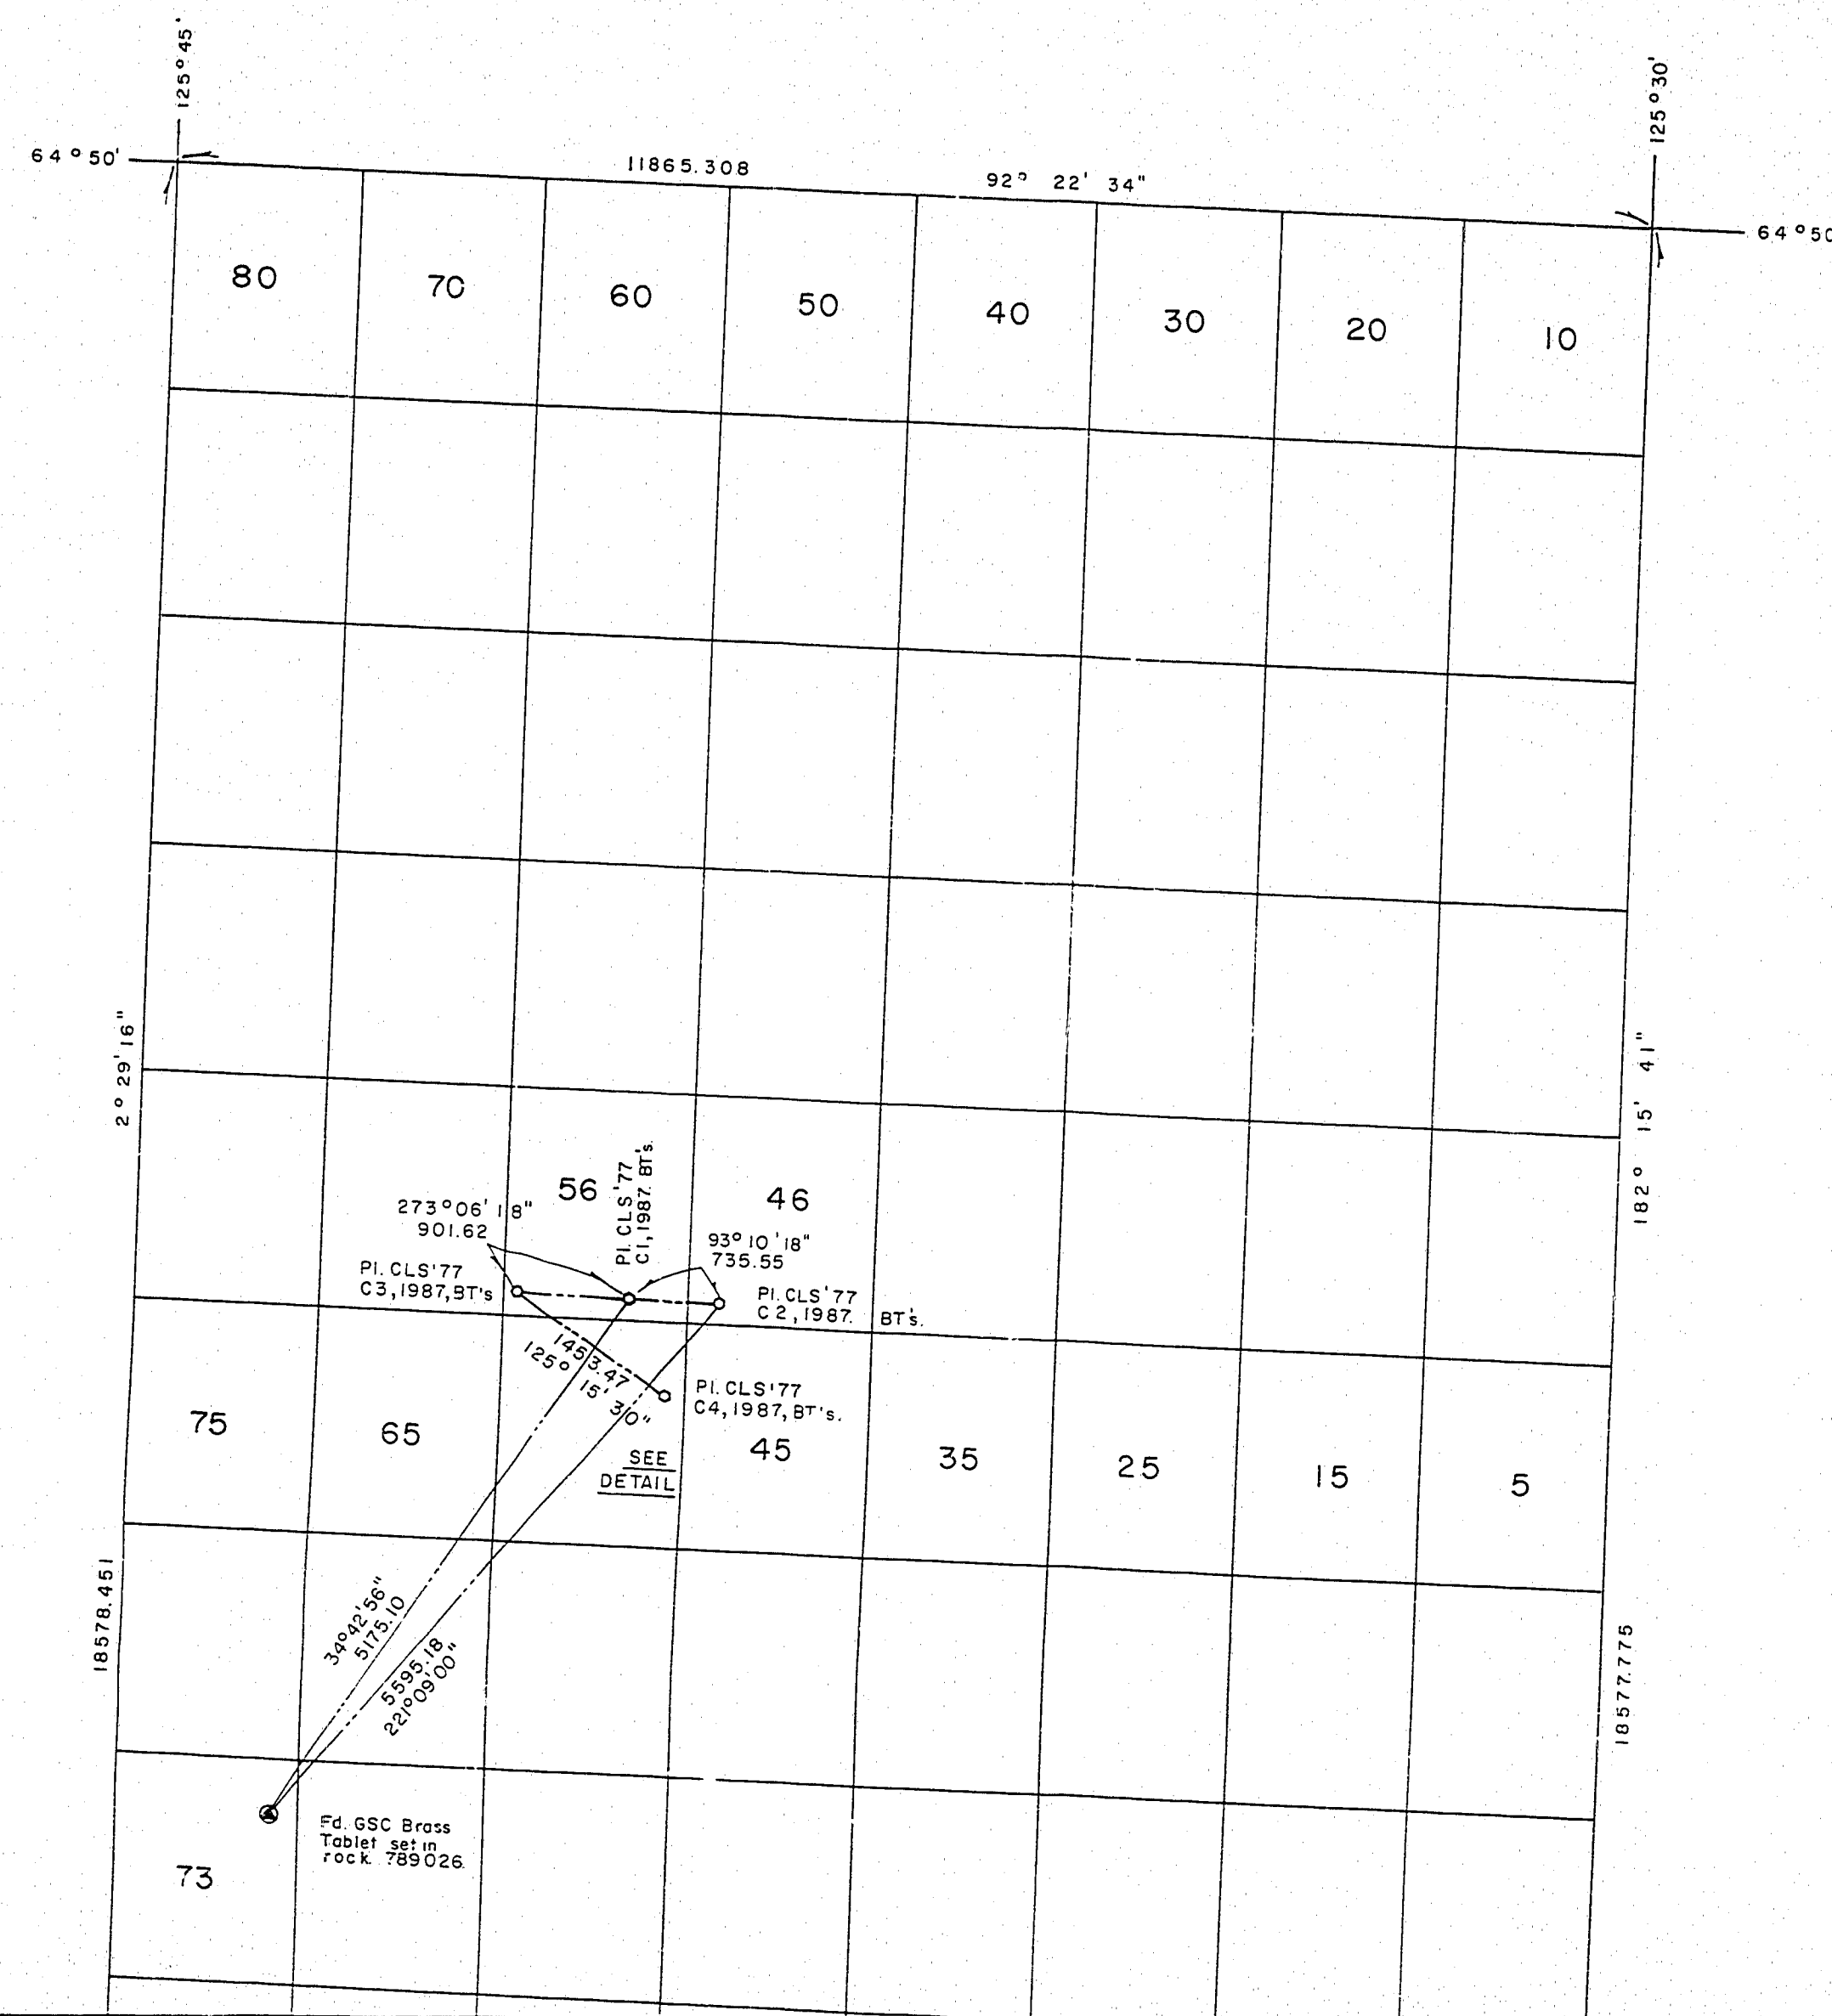 125° 45'
125° 30'
64° 50'
11865.308
92° 22' 34"
64° 50
80
70
60
50
40
30
20
10
2° 29' 16"
182° 15' 41"
56
46
Pl. CLS '77
C1, 1987. BT's.
273° 06' 18"
901.62
93° 10' 18"
735.55
Pl. CLS '77
C3, 1987, BT's
Pl. CLS '77
C2, 1987. BT's.
1453.47
125° 15' 30"
Pl. CLS '77
C4, 1987, BT's.
75
65
45
35
25
15
5
SEE
DETAIL
18578.451
34° 42' 56"
5175.10
5595.18
221° 09' 00"
18577.775
Fd. GSC Brass
Tablet set in
rock. 789026.
73